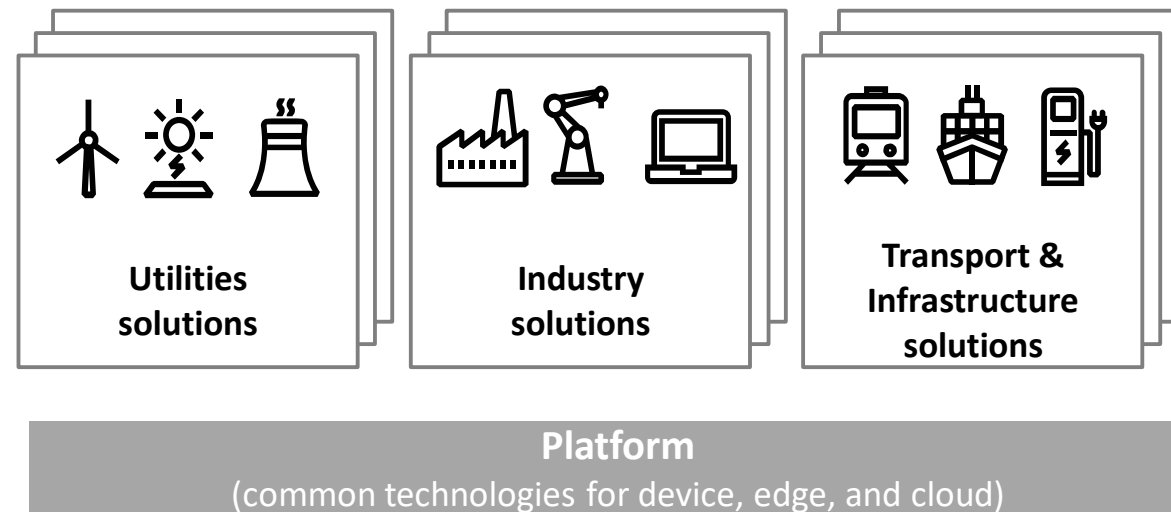 Utilities
solutions
Industry
solutions
Transport &
Infrastructure
solutions
Platform
(common technologies for device, edge, and cloud)